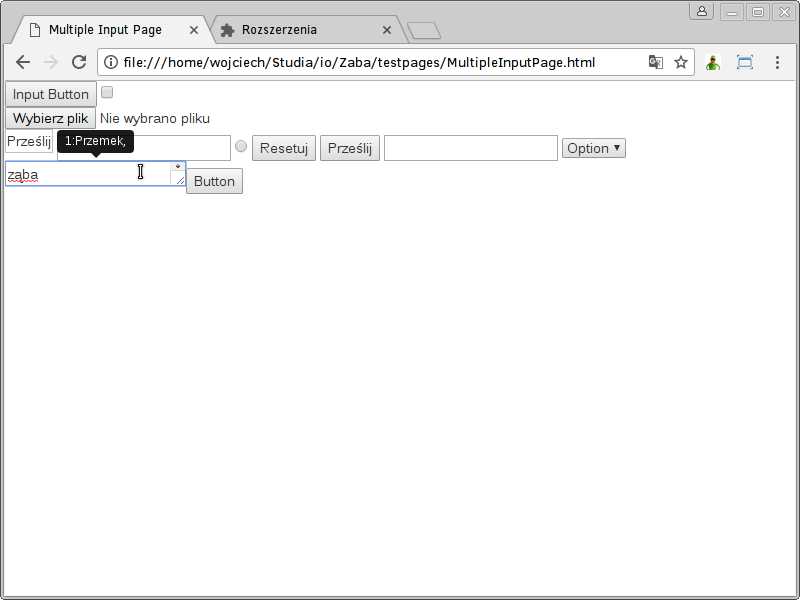 Multiple Input Page
Rozszerzenia
file:///home/wojciech/Studia/io/Zaba/testpages/MultipleInputPage.html
Input Button
Wybierz plik Nie wybrano pliku
Prześlij 1:Przemek, Resetuj Prześlij Option
zaba Button